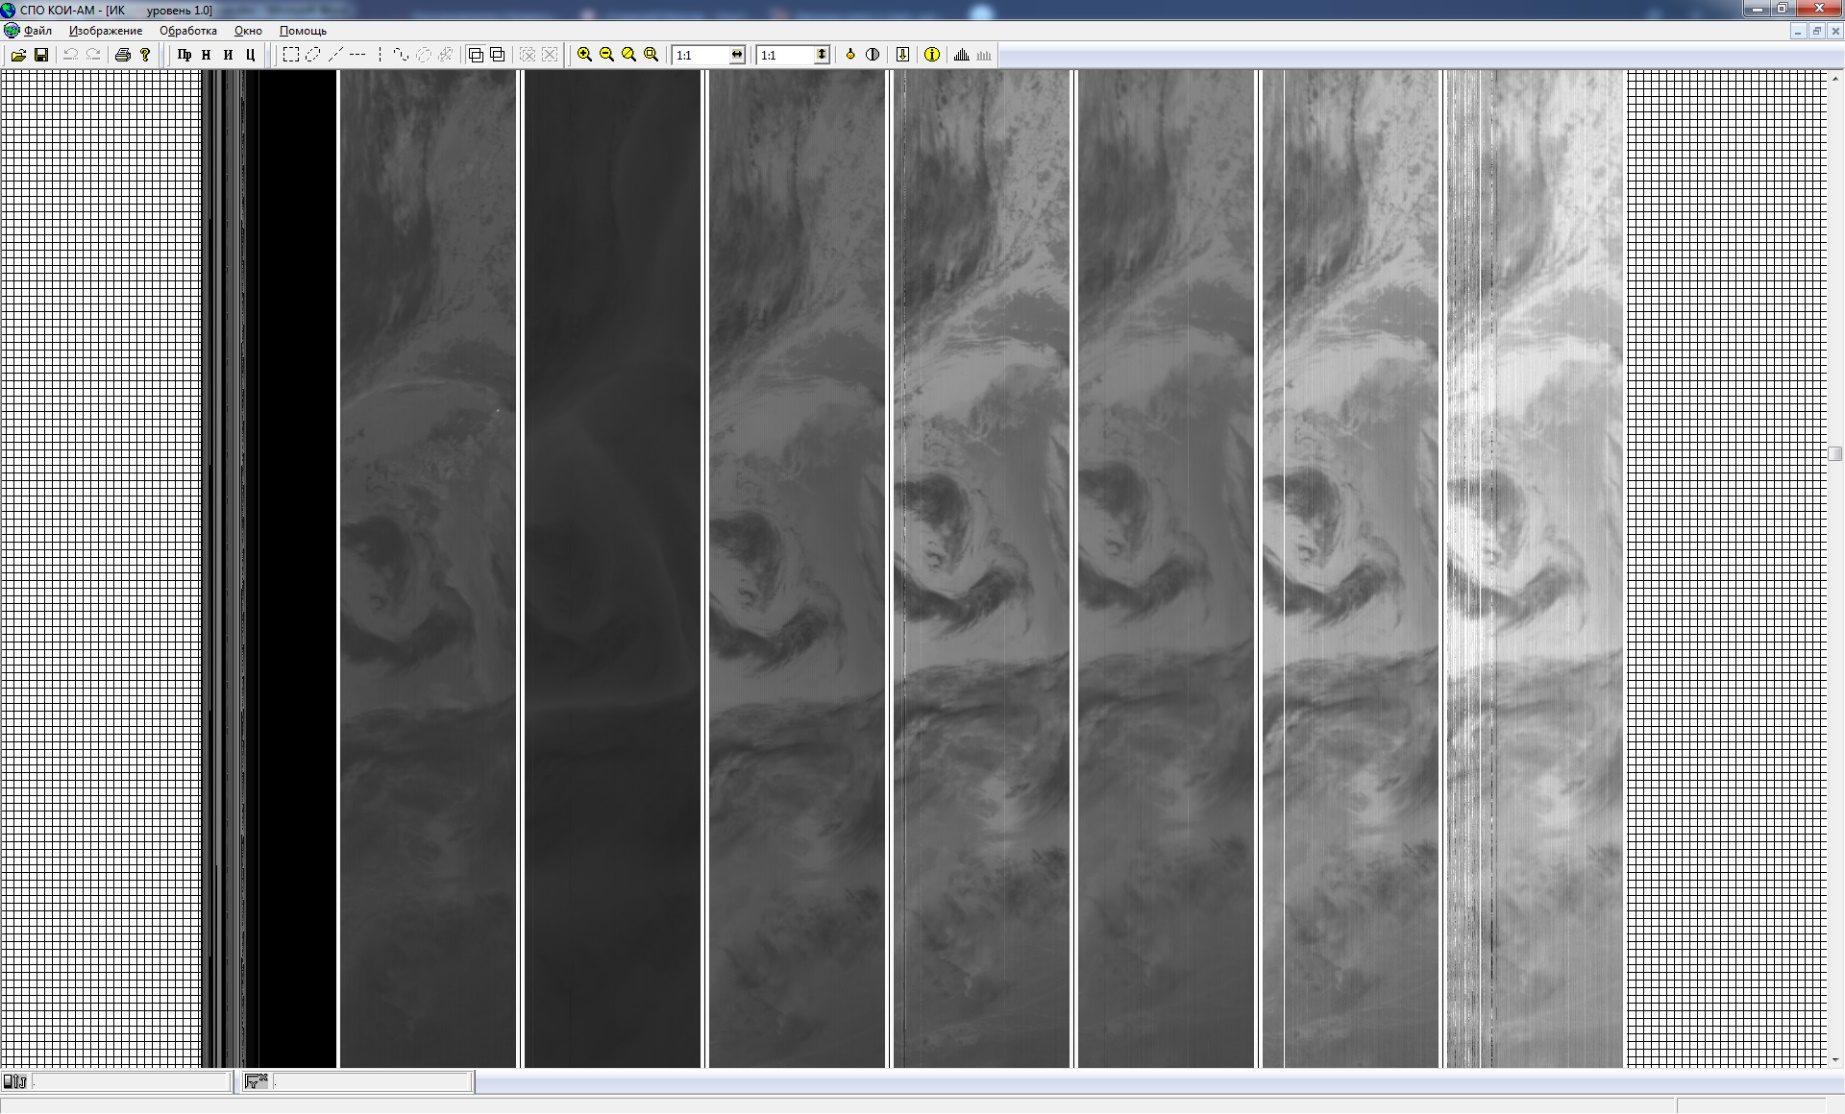 СПО КОИ-АМ - [ИК уровень 1.0]
Файл Изображение Обработка Окно Помощь
Пр Н И Ц 1:1 1:1